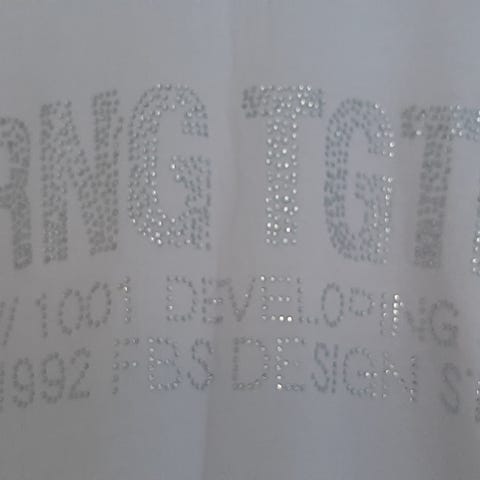 RNG TGT
/ 1001 DEVELOPING
1992 FBS DESIGN S